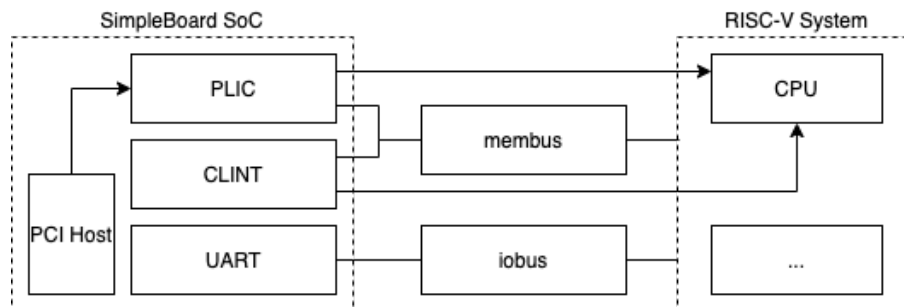 SimpleBoard SoC
RISC-V System
PLIC
CPU
membus
CLINT
PCI Host
UART
iobus
...